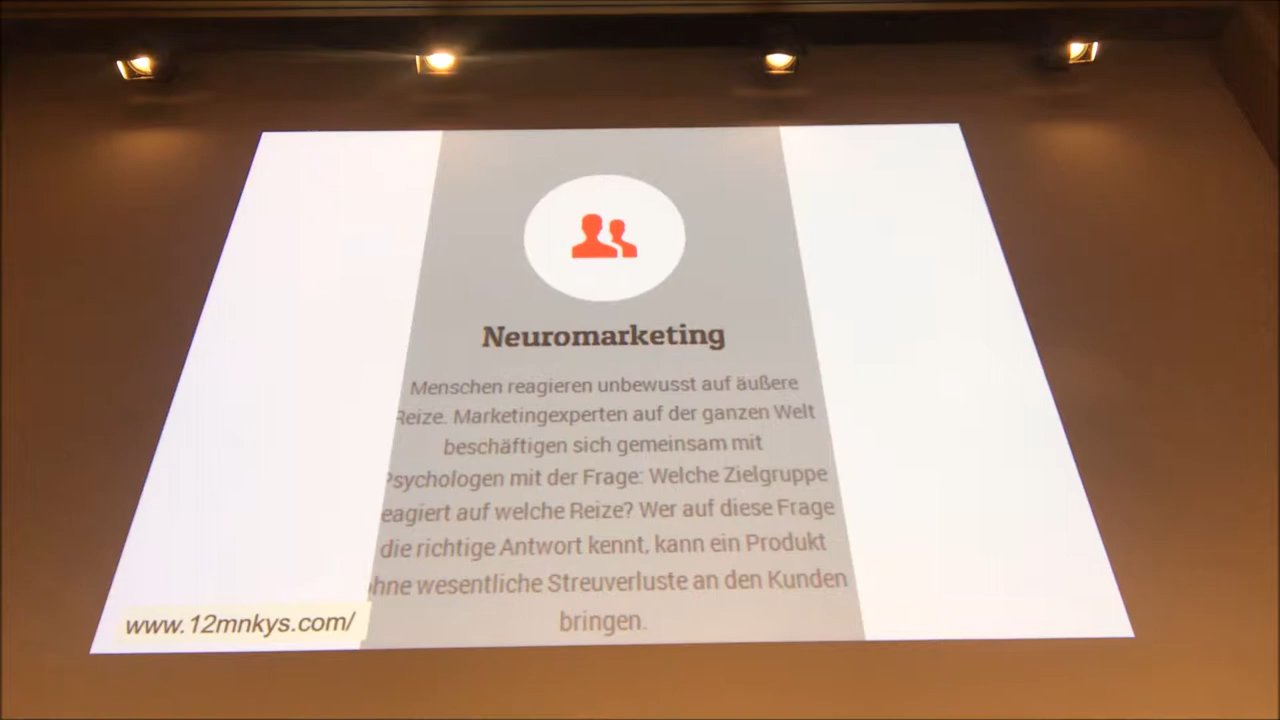 Neuromarketing
Menschen reagieren unbewusst auf äußere
Reize. Marketingexperten auf der ganzen Welt
beschäftigen sich gemeinsam mit
Psychologen mit der Frage: Welche Zielgruppe
eagiert auf welche Reize? Wer auf diese Frage
die richtige Antwort kennt, kann ein Produkt
ohne wesentliche Streuverluste an den Kunden
bringen.
www.12mnkys.com/